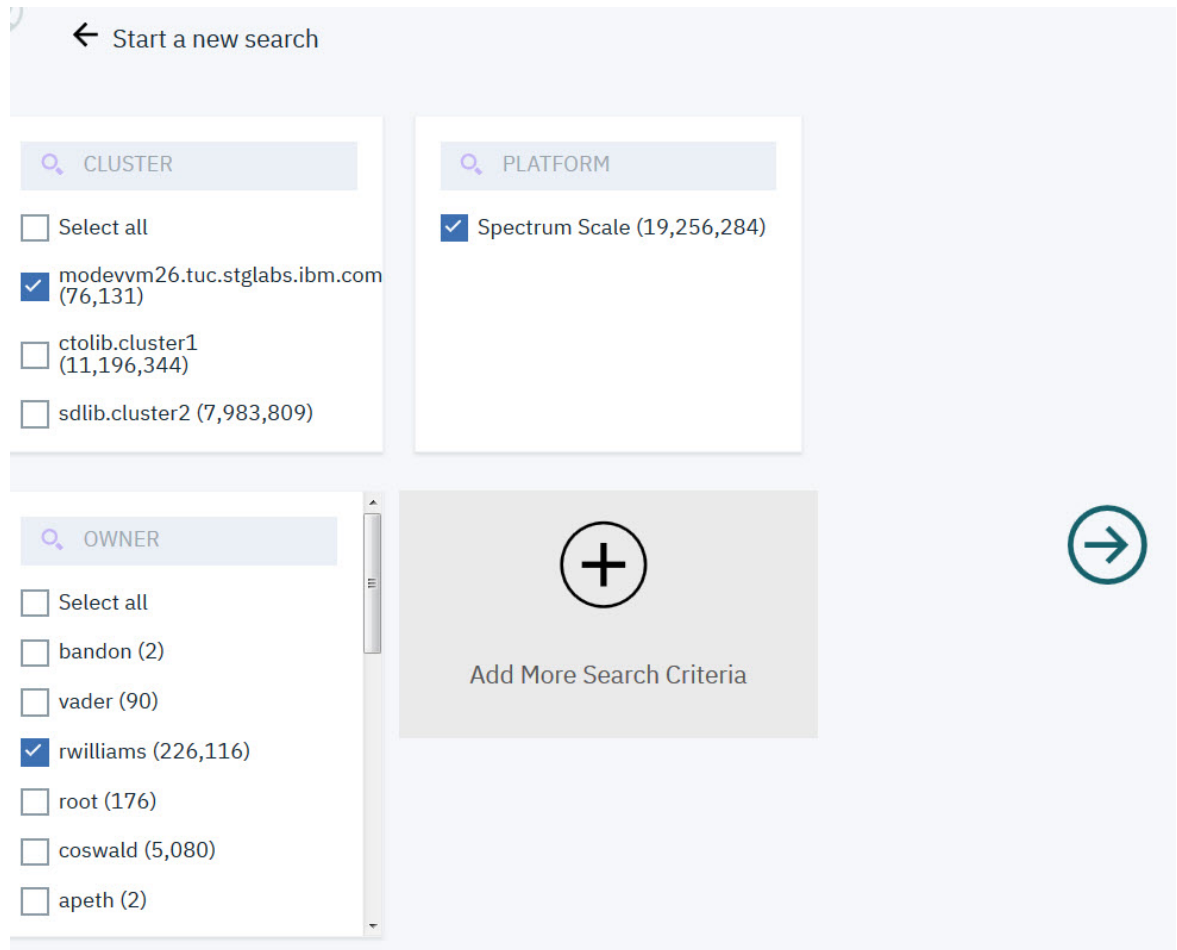 Start a new search
CLUSTER
Select all
modevvm26.tuc.stglabs.ibm.com
(76,131)
ctolib.cluster1
(11,196,344)
sdlib.cluster2 (7,983,809)
PLATFORM
Spectrum Scale (19,256,284)
OWNER
Select all
bandon (2)
vader (90)
rwilliams (226,116)
root (176)
coswald (5,080)
apeth (2)
Add More Search Criteria